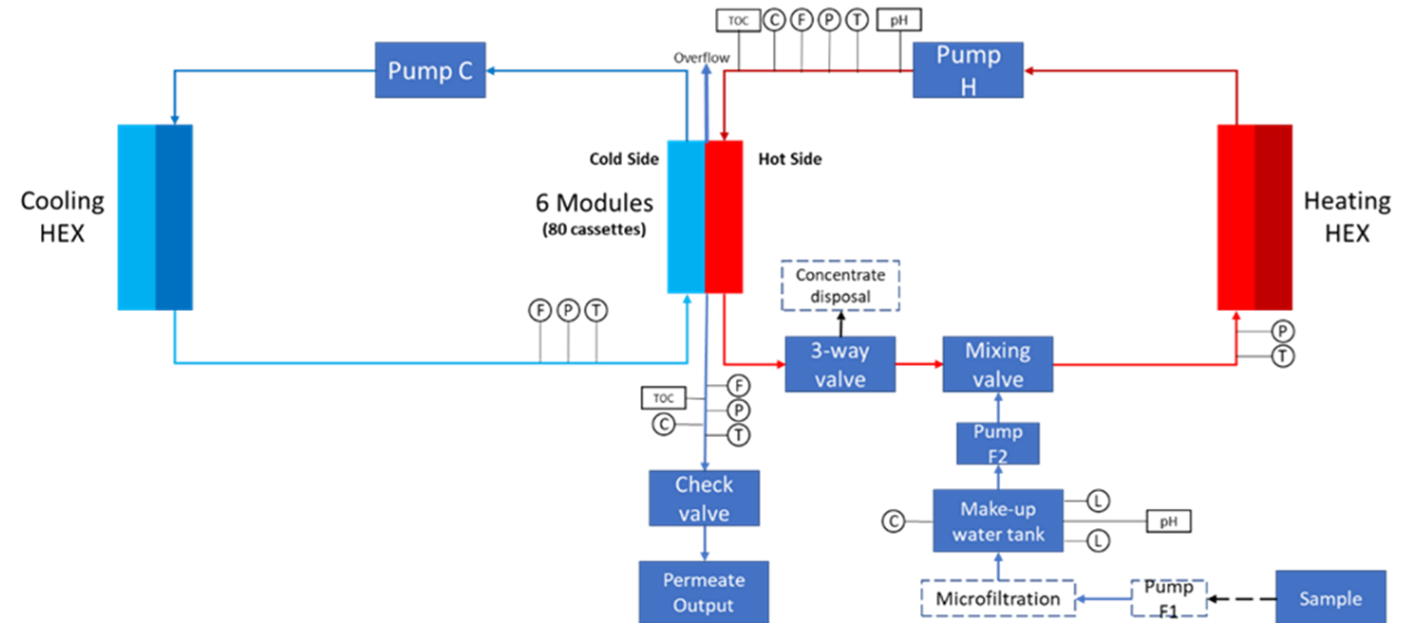 TOC
C
F
P
T
pH
Overflow
Pump C
Pump
H
Cold Side
Hot Side
Cooling
HEX
6 Modules
(80 cassettes)
Heating
HEX
Concentrate
disposal
F
P
T
3-way
valve
Mixing
valve
P
T
TOC
C
F
P
T
Pump
F2
Check
valve
C
Make-up
water tank
L
L
pH
Permeate
Output
Microfiltration
Pump
F1
Sample